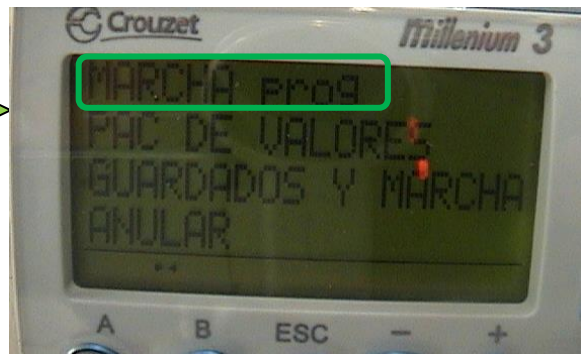 Crouzet Millenium 3
MARCHA prog
PAC DE VALORES
GUARDADOS Y MARCHA
ANULAR
A B ESC - +